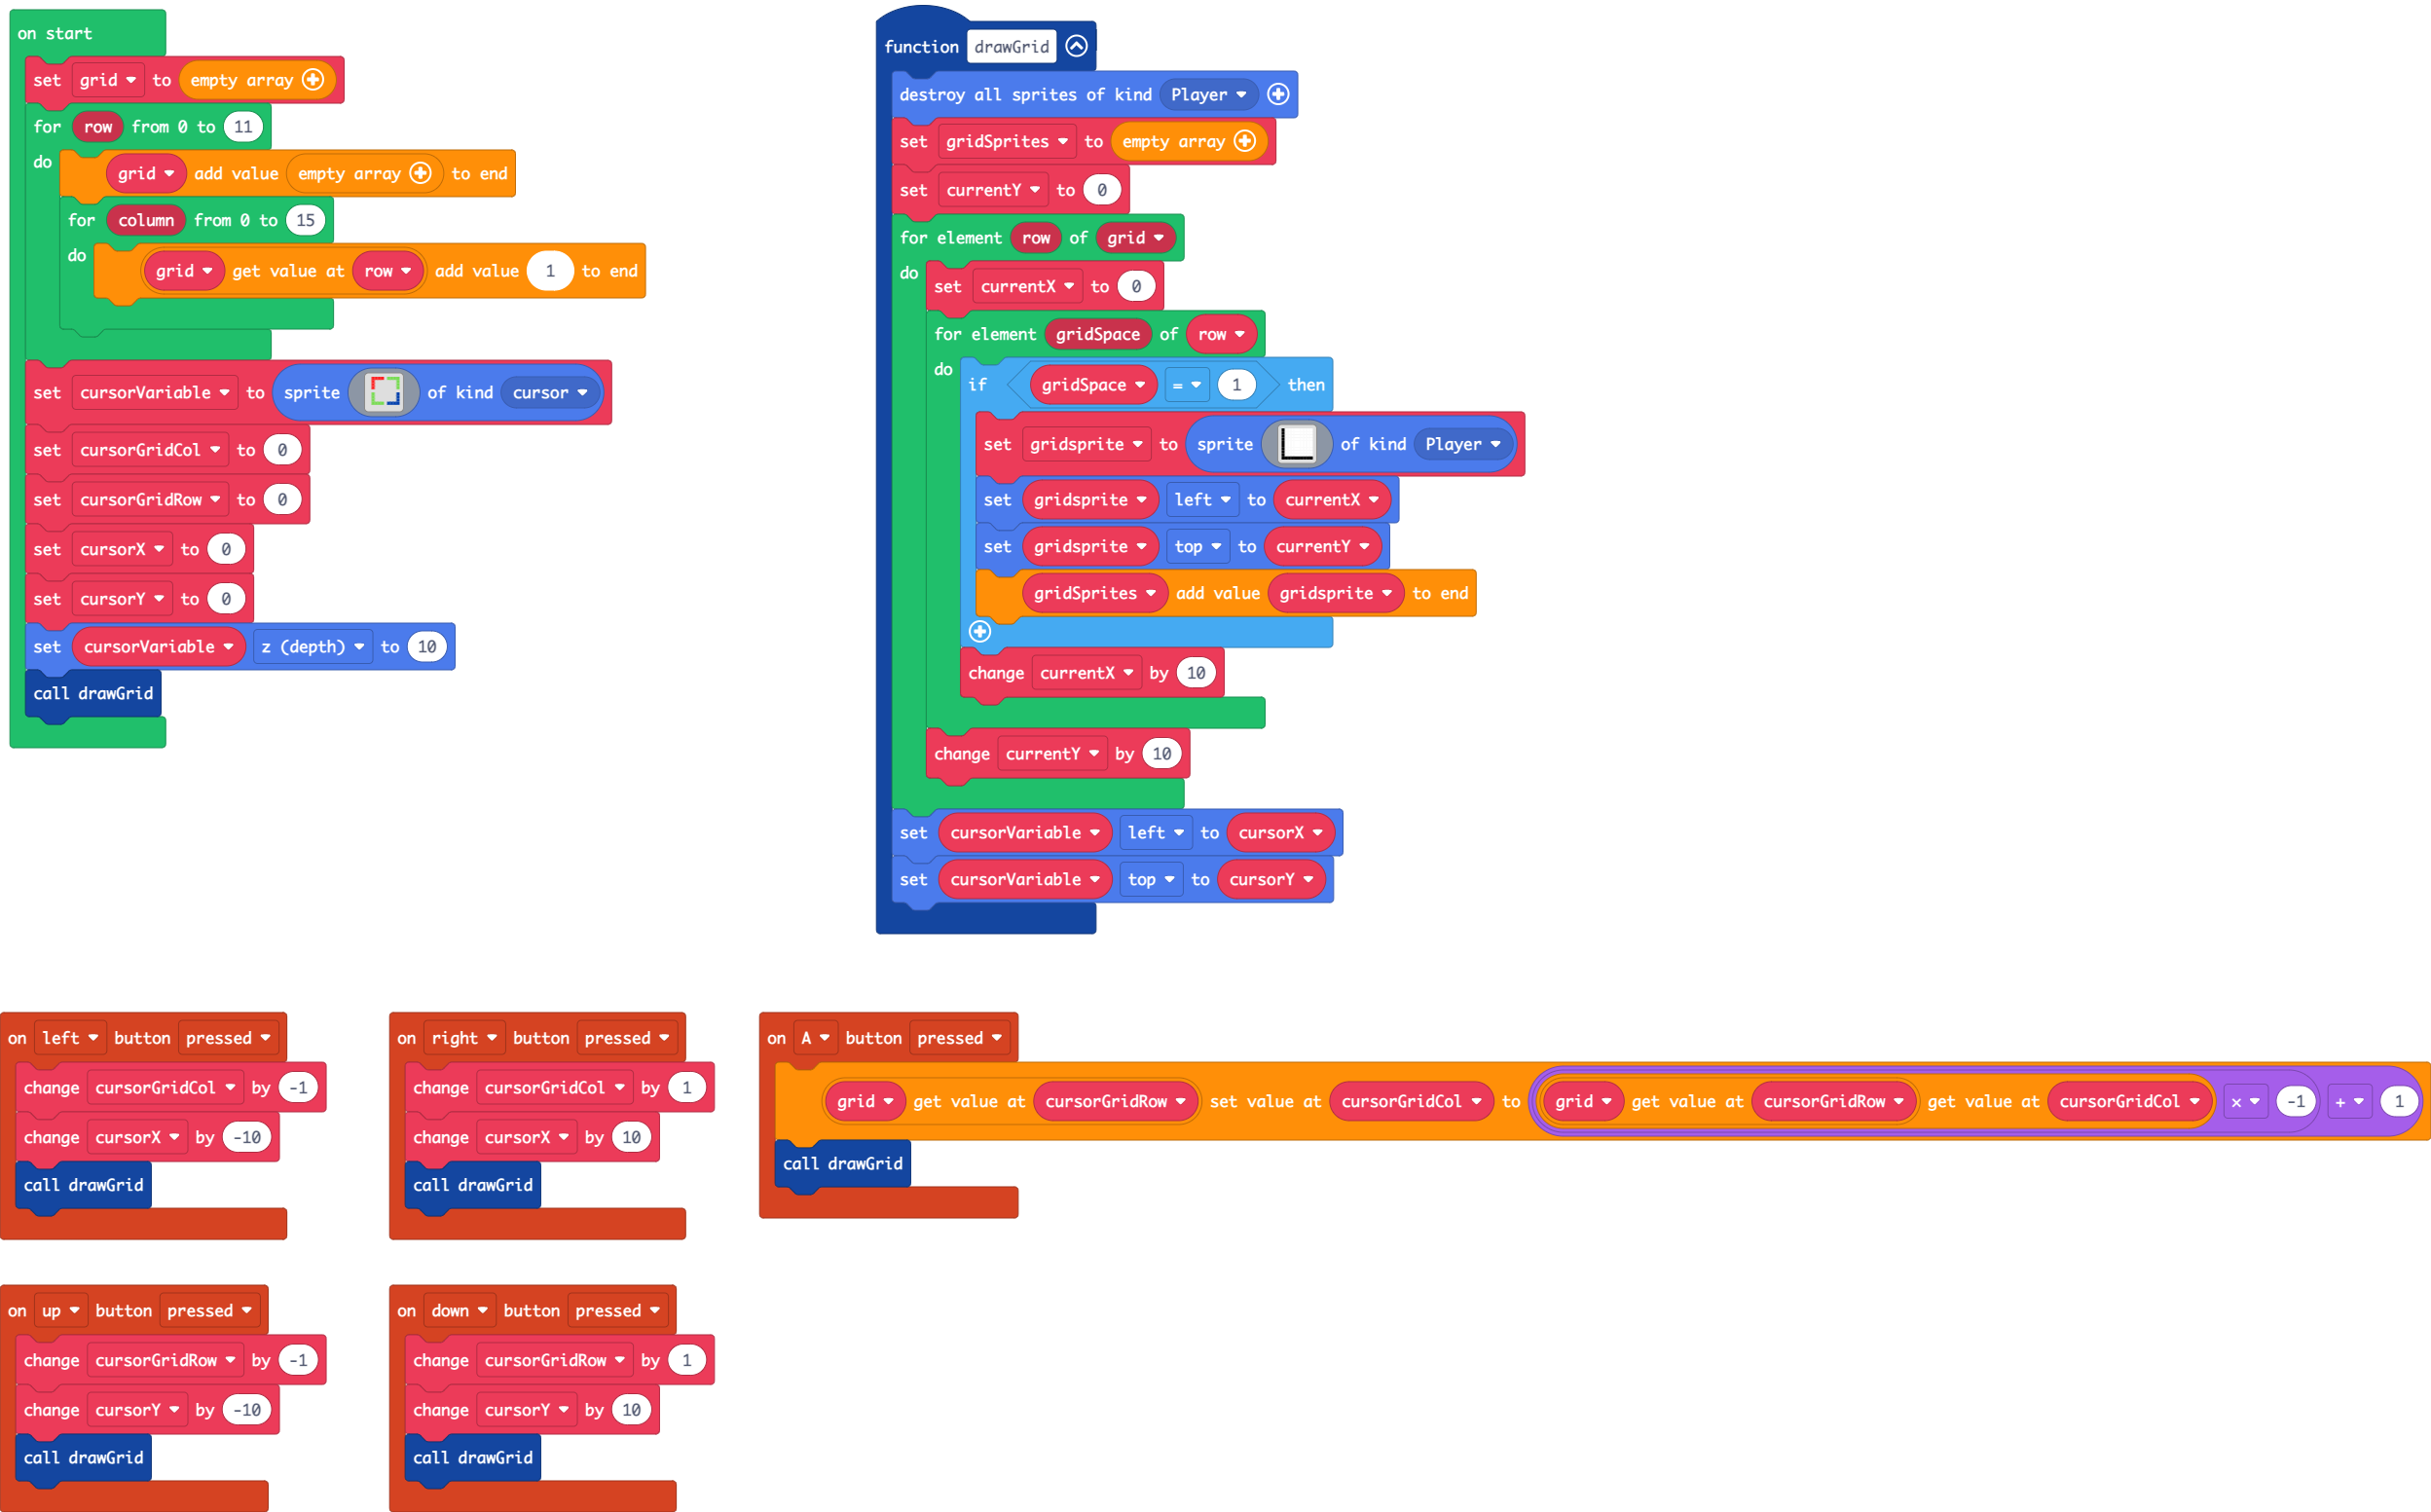 on start
set grid to empty array
for row from 0 to 11
do
grid add value empty array to end
for column from 0 to 15
do
grid get value at row add value 1 to end
set cursorVariable to sprite of kind cursor
set cursorGridCol to 0
set cursorGridRow to 0
set cursorX to 0
set cursorY to 0
set cursorVariable z (depth) to 10
call drawGrid
function drawGrid
destroy all sprites of kind Player
set gridSprites to empty array
set currentY to 0
for element row of grid
do
set currentX to 0
for element gridSpace of row
do
if gridSpace = 1 then
set gridsprite to sprite of kind Player
set gridsprite left to currentX
set gridsprite top to currentY
gridSprites add value gridsprite to end
change currentX by 10
change currentY by 10
set cursorVariable left to cursorX
set cursorVariable top to cursorY
on left button pressed
change cursorGridCol by -1
change cursorX by -10
call drawGrid
on right button pressed
change cursorGridCol by 1
change cursorX by 10
call drawGrid
on A button pressed
grid get value at cursorGridRow set value at cursorGridCol to grid get value at cursorGridRow get value at cursorGridCol × -1 + 1
call drawGrid
on up button pressed
change cursorGridRow by -1
change cursorY by -10
call drawGrid
on down button pressed
change cursorGridRow by 1
change cursorY by 10
call drawGrid